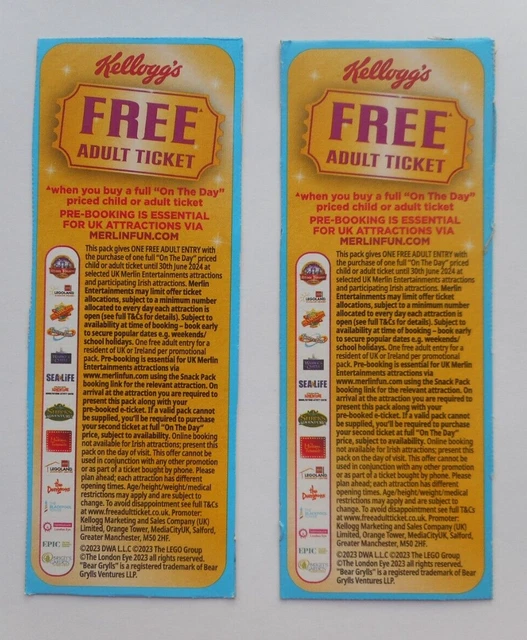 Kellogg's
FREE^
ADULT TICKET
^when you buy a full "On The Day"
priced child or adult ticket
PRE-BOOKING IS ESSENTIAL
FOR UK ATTRACTIONS VIA
MERLINFUN.COM
This pack gives ONE FREE ADULT ENTRY with
the purchase of one full "On The Day" priced
child or adult ticket until 30th June 2024 at
selected UK Merlin Entertainments attractions
and participating Irish attractions. Merlin
Entertainments may limit offer ticket
allocations, subject to a minimum number
allocated to every day each attraction is
open (see full T&Cs for details). Subject to
availability at time of booking – book early
to secure popular dates e.g. weekends/
school holidays. One free adult entry for a
resident of UK or Ireland per promotional
pack. Pre-booking is essential for UK Merlin
Entertainments attractions via
www.merlinfun.com using the Snack Pack
booking link for the relevant attraction. On
arrival at the attraction you are required to
present this pack along with your
pre-booked e-ticket. If a valid pack cannot
be supplied, you'll be required to purchase
your second ticket at full "On The Day"
price, subject to availability. Online booking
not available for Irish attractions; present this
pack on the day of visit. This offer cannot be
used in conjunction with any other promotion
or as part of a ticket bought by phone. Please
plan ahead; each attraction has different
opening times. Age/height/weight/medical
restrictions may apply and are subject to
change. To avoid disappointment see full T&Cs
at www.freeadultticket.co.uk. Promoter:
Kellogg Marketing and Sales Company (UK)
Limited, Orange Tower, MediaCityUK, Salford,
Greater Manchester, M50 2HF.
©2023 DWA L.L.C ©2023 The LEGO Group
©The London Eye 2023 all rights reserved.
"Bear Grylls" is a registered trademark of Bear
Grylls Ventures LLP.
LEGOLAND
SEA LIFE
LEGOLAND
the Dungeons
EPIC
Kellogg's
FREE^
ADULT TICKET
^when you buy a full "On The Day"
priced child or adult ticket
PRE-BOOKING IS ESSENTIAL
FOR UK ATTRACTIONS VIA
MERLINFUN.COM
This pack gives ONE FREE ADULT ENTRY with
the purchase of one full "On The Day" priced
child or adult ticket until 30th June 2024 at
selected UK Merlin Entertainments attractions
and participating Irish attractions. Merlin
Entertainments may limit offer ticket
allocations, subject to a minimum number
allocated to every day each attraction is
open (see full T&Cs for details). Subject to
availability at time of booking – book early
to secure popular dates e.g. weekends/
school holidays. One free adult entry for a
resident of UK or Ireland per promotional
pack. Pre-booking is essential for UK Merlin
Entertainments attractions via
www.merlinfun.com using the Snack Pack
booking link for the relevant attraction. On
arrival at the attraction you are required to
present this pack along with your
pre-booked e-ticket. If a valid pack cannot
be supplied, you'll be required to purchase
your second ticket at full "On The Day"
price, subject to availability. Online booking
not available for Irish attractions; present this
pack on the day of visit. This offer cannot be
used in conjunction with any other promotion
or as part of a ticket bought by phone. Please
plan ahead; each attraction has different
opening times. Age/height/weight/medical
restrictions may apply and are subject to
change. To avoid disappointment see full T&Cs
at www.freeadultticket.co.uk. Promoter:
Kellogg Marketing and Sales Company (UK)
Limited, Orange Tower, MediaCityUK, Salford,
Greater Manchester, M50 2HF.
©2023 DWA L.L.C ©2023 The LEGO Group
©The London Eye 2023 all rights reserved.
"Bear Grylls" is a registered trademark of Bear
Grylls Ventures LLP.
LEGOLAND
SEA LIFE
LEGOLAND
the Dungeons
EPIC